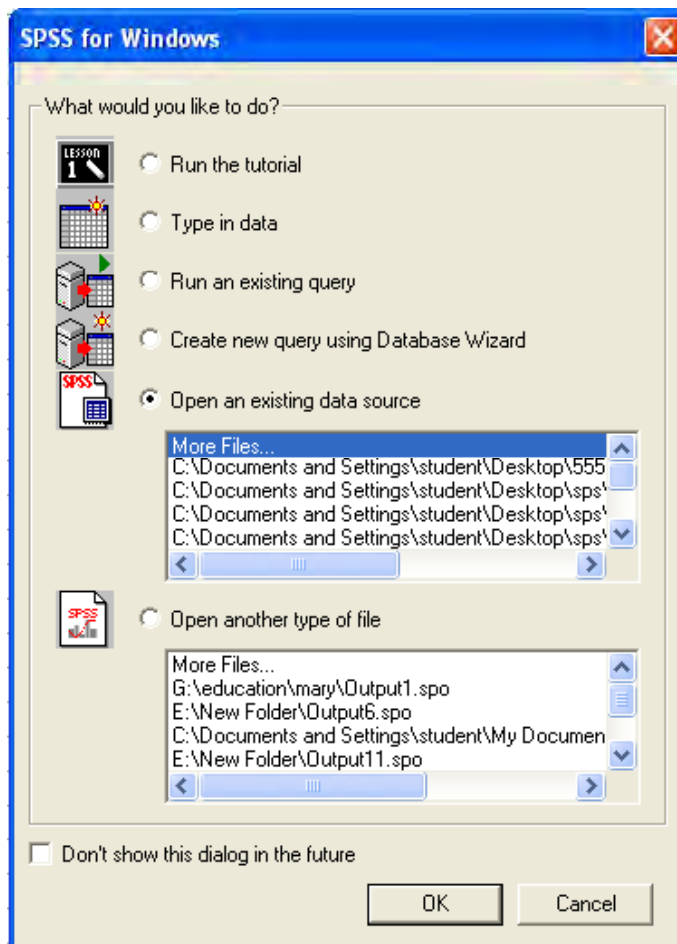 SPSS for Windows
What would you like to do?
LESSON
1
Run the tutorial
Type in data
Run an existing query
Create new query using Database Wizard
SPSS
Open an existing data source
More Files...
C:\Documents and Settings\student\Desktop\555
C:\Documents and Settings\student\Desktop\sps\
C:\Documents and Settings\student\Desktop\sps\
C:\Documents and Settings\student\Desktop\sps\
SPSS
Open another type of file
More Files...
G:\education\mary\Output1.spo
E:\New Folder\Output6.spo
C:\Documents and Settings\student\My Documen
E:\New Folder\Output11.spo
Don't show this dialog in the future
OK
Cancel